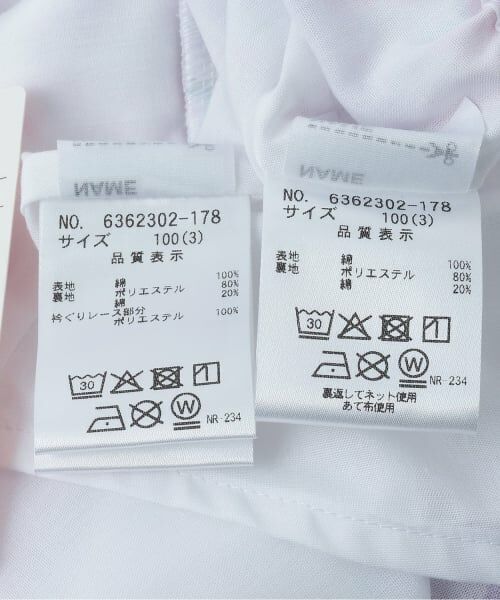 NAME
NO. 6362302-178
サイズ 100(3)
品質表示
表地 綿 100%
裏地 ポリエステル 80%
綿 20%
衿ぐりレース部分
ポリエステル 100%
30
W
NR-234
NAME
NO. 6362302-178
サイズ 100(3)
品質表示
表地 綿 100%
裏地 ポリエステル 80%
綿 20%
30
W
NR-234
裏返してネット使用
あて布使用